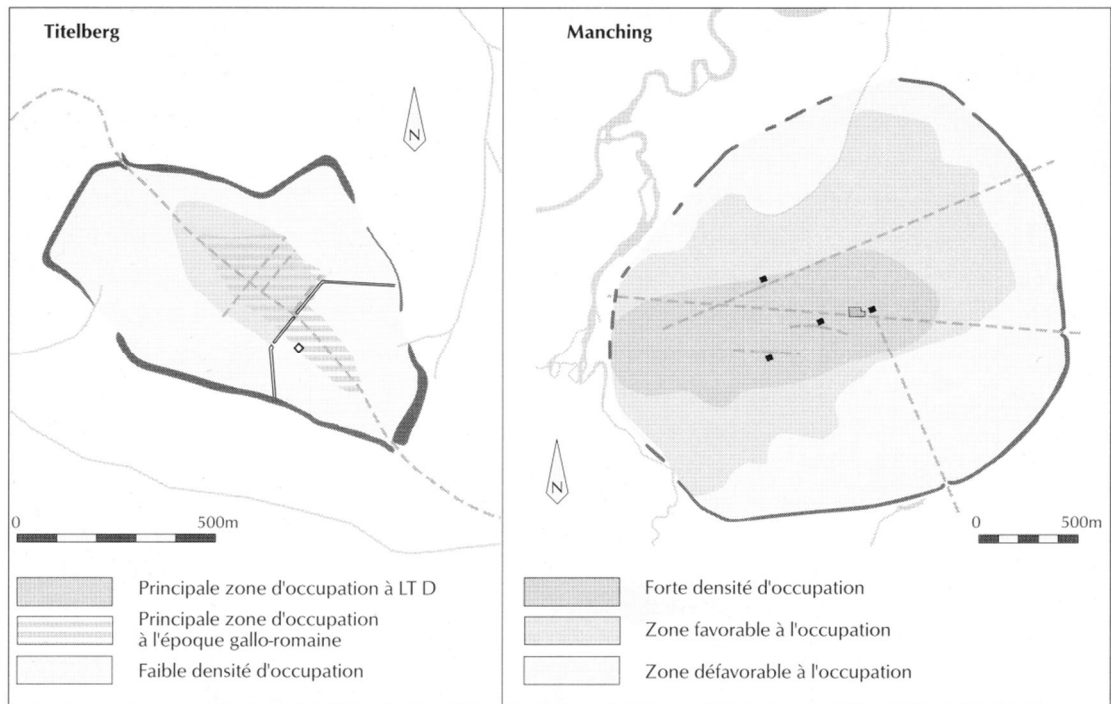 Titelberg
N
0 500m
Principale zone d'occupation à LT D
Principale zone d'occupation
à l'époque gallo-romaine
Faible densité d'occupation
Manching
N
0 500m
Forte densité d'occupation
Zone favorable à l'occupation
Zone défavorable à l'occupation